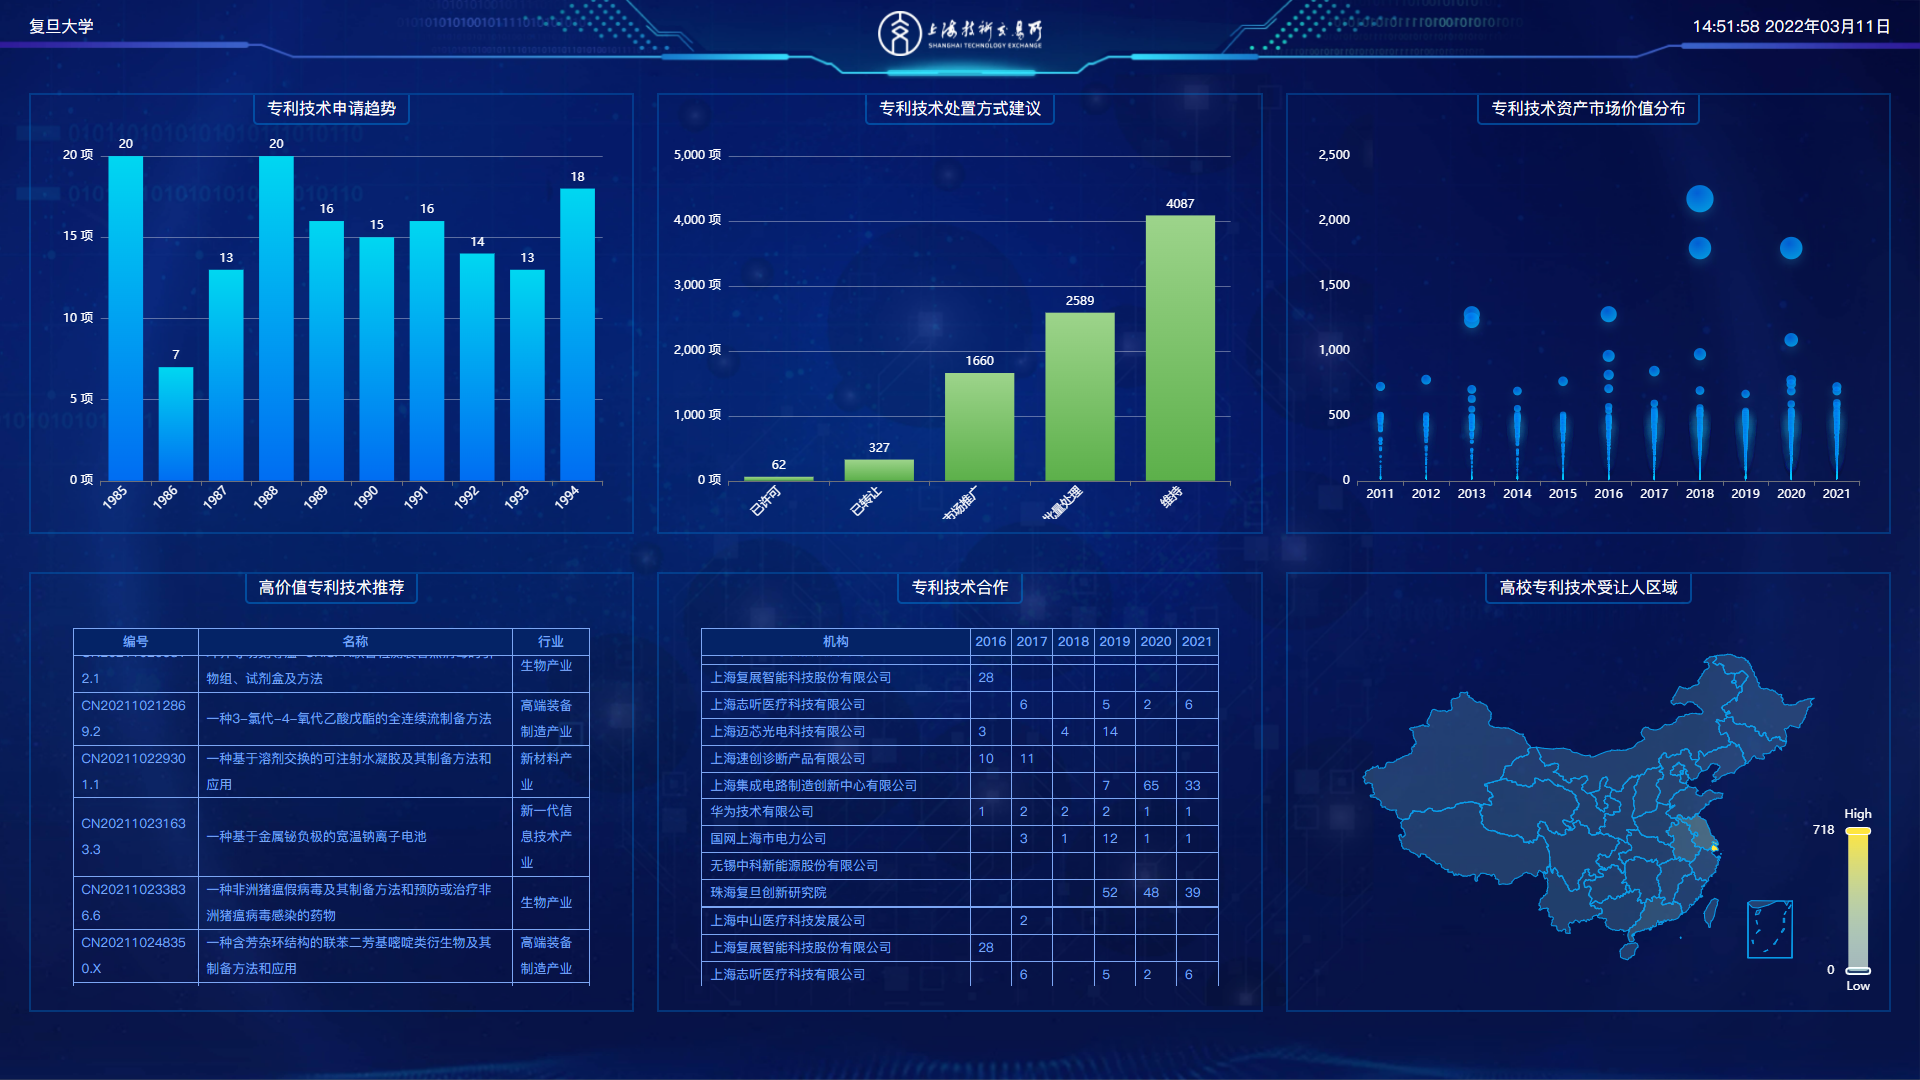 复旦大学
上海技术交易所
SHANGHAI TECHNOLOGY EXCHANGE
14:51:58 2022年03月11日
专利技术申请趋势
20 项
15 项
10 项
5 项
0 项
20
7
13
20
16
15
16
14
13
18
1985
1986
1987
1988
1989
1990
1991
1992
1993
1994
专利技术处置方式建议
5,000 项
4,000 项
3,000 项
2,000 项
1,000 项
0 项
62
327
1660
2589
4087
已许可
已转让
市场推广
批量处理
维持
专利技术资产市场价值分布
2,500
2,000
1,500
1,000
500
0
2011
2012
2013
2014
2015
2016
2017
2018
2019
2020
2021
高价值专利技术推荐
编号 名称 行业
2.1 物组、试剂盒及方法 生物产业
CN20211021286
9.2
一种3-氯代-4-氧代乙酸戊酯的全连续流制备方法
高端装备
制造产业
CN20211022930
1.1
一种基于溶剂交换的可注射水凝胶及其制备方法和
应用
新材料产
业
CN20211023163
3.3
一种基于金属铋负极的宽温钠离子电池
新一代信
息技术产
业
CN20211023383
6.6
一种非洲猪瘟假病毒及其制备方法和预防或治疗非
洲猪瘟病毒感染的药物
生物产业
CN20211024835
0.X
一种含芳杂环结构的联苯二芳基嘧啶类衍生物及其
制备方法和应用
高端装备
制造产业
专利技术合作
机构 2016 2017 2018 2019 2020 2021
上海复展智能科技股份有限公司 28
上海志听医疗科技有限公司 6 5 2 6
上海迈芯光电科技有限公司 3 4 14
上海速创诊断产品有限公司 10 11
上海集成电路制造创新中心有限公司 7 65 33
华为技术有限公司 1 2 2 2 1 1
国网上海市电力公司 3 1 12 1 1
无锡中科新能源股份有限公司
珠海复旦创新研究院 52 48 39
上海中山医疗科技发展公司 2
上海复展智能科技股份有限公司 28
上海志听医疗科技有限公司 6 5 2 6
高校专利技术受让人区域
High
718
0
Low